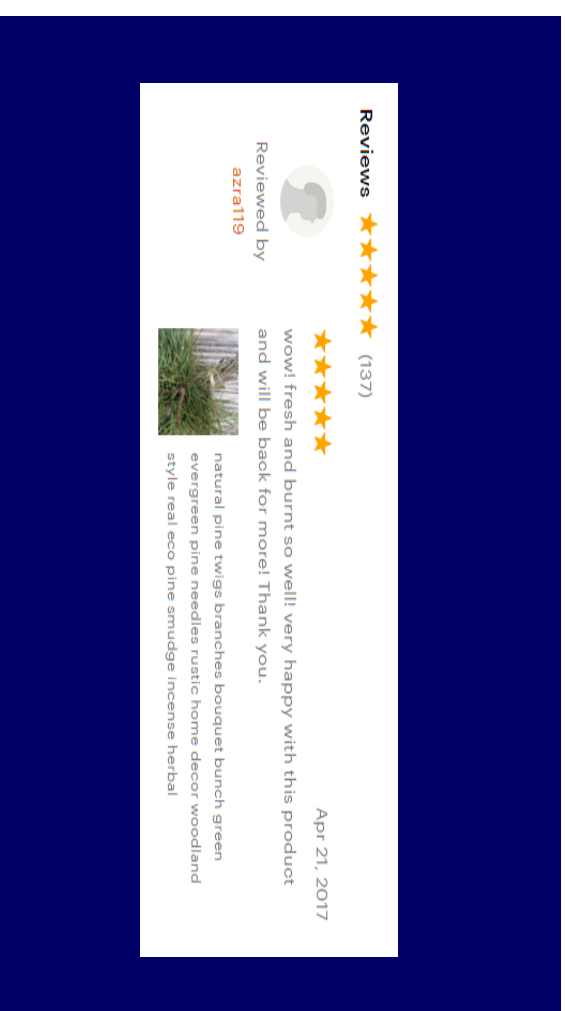 Reviews ★★★★★ (137)
Reviewed by
azra119
★★★★★ Apr 21, 2017
wow! fresh and burnt so well! very happy with this product
and will be back for more! Thank you.
natural pine twigs branches bouquet bunch green
evergreen pine needles rustic home decor woodland
style real eco pine smudge incense herbal